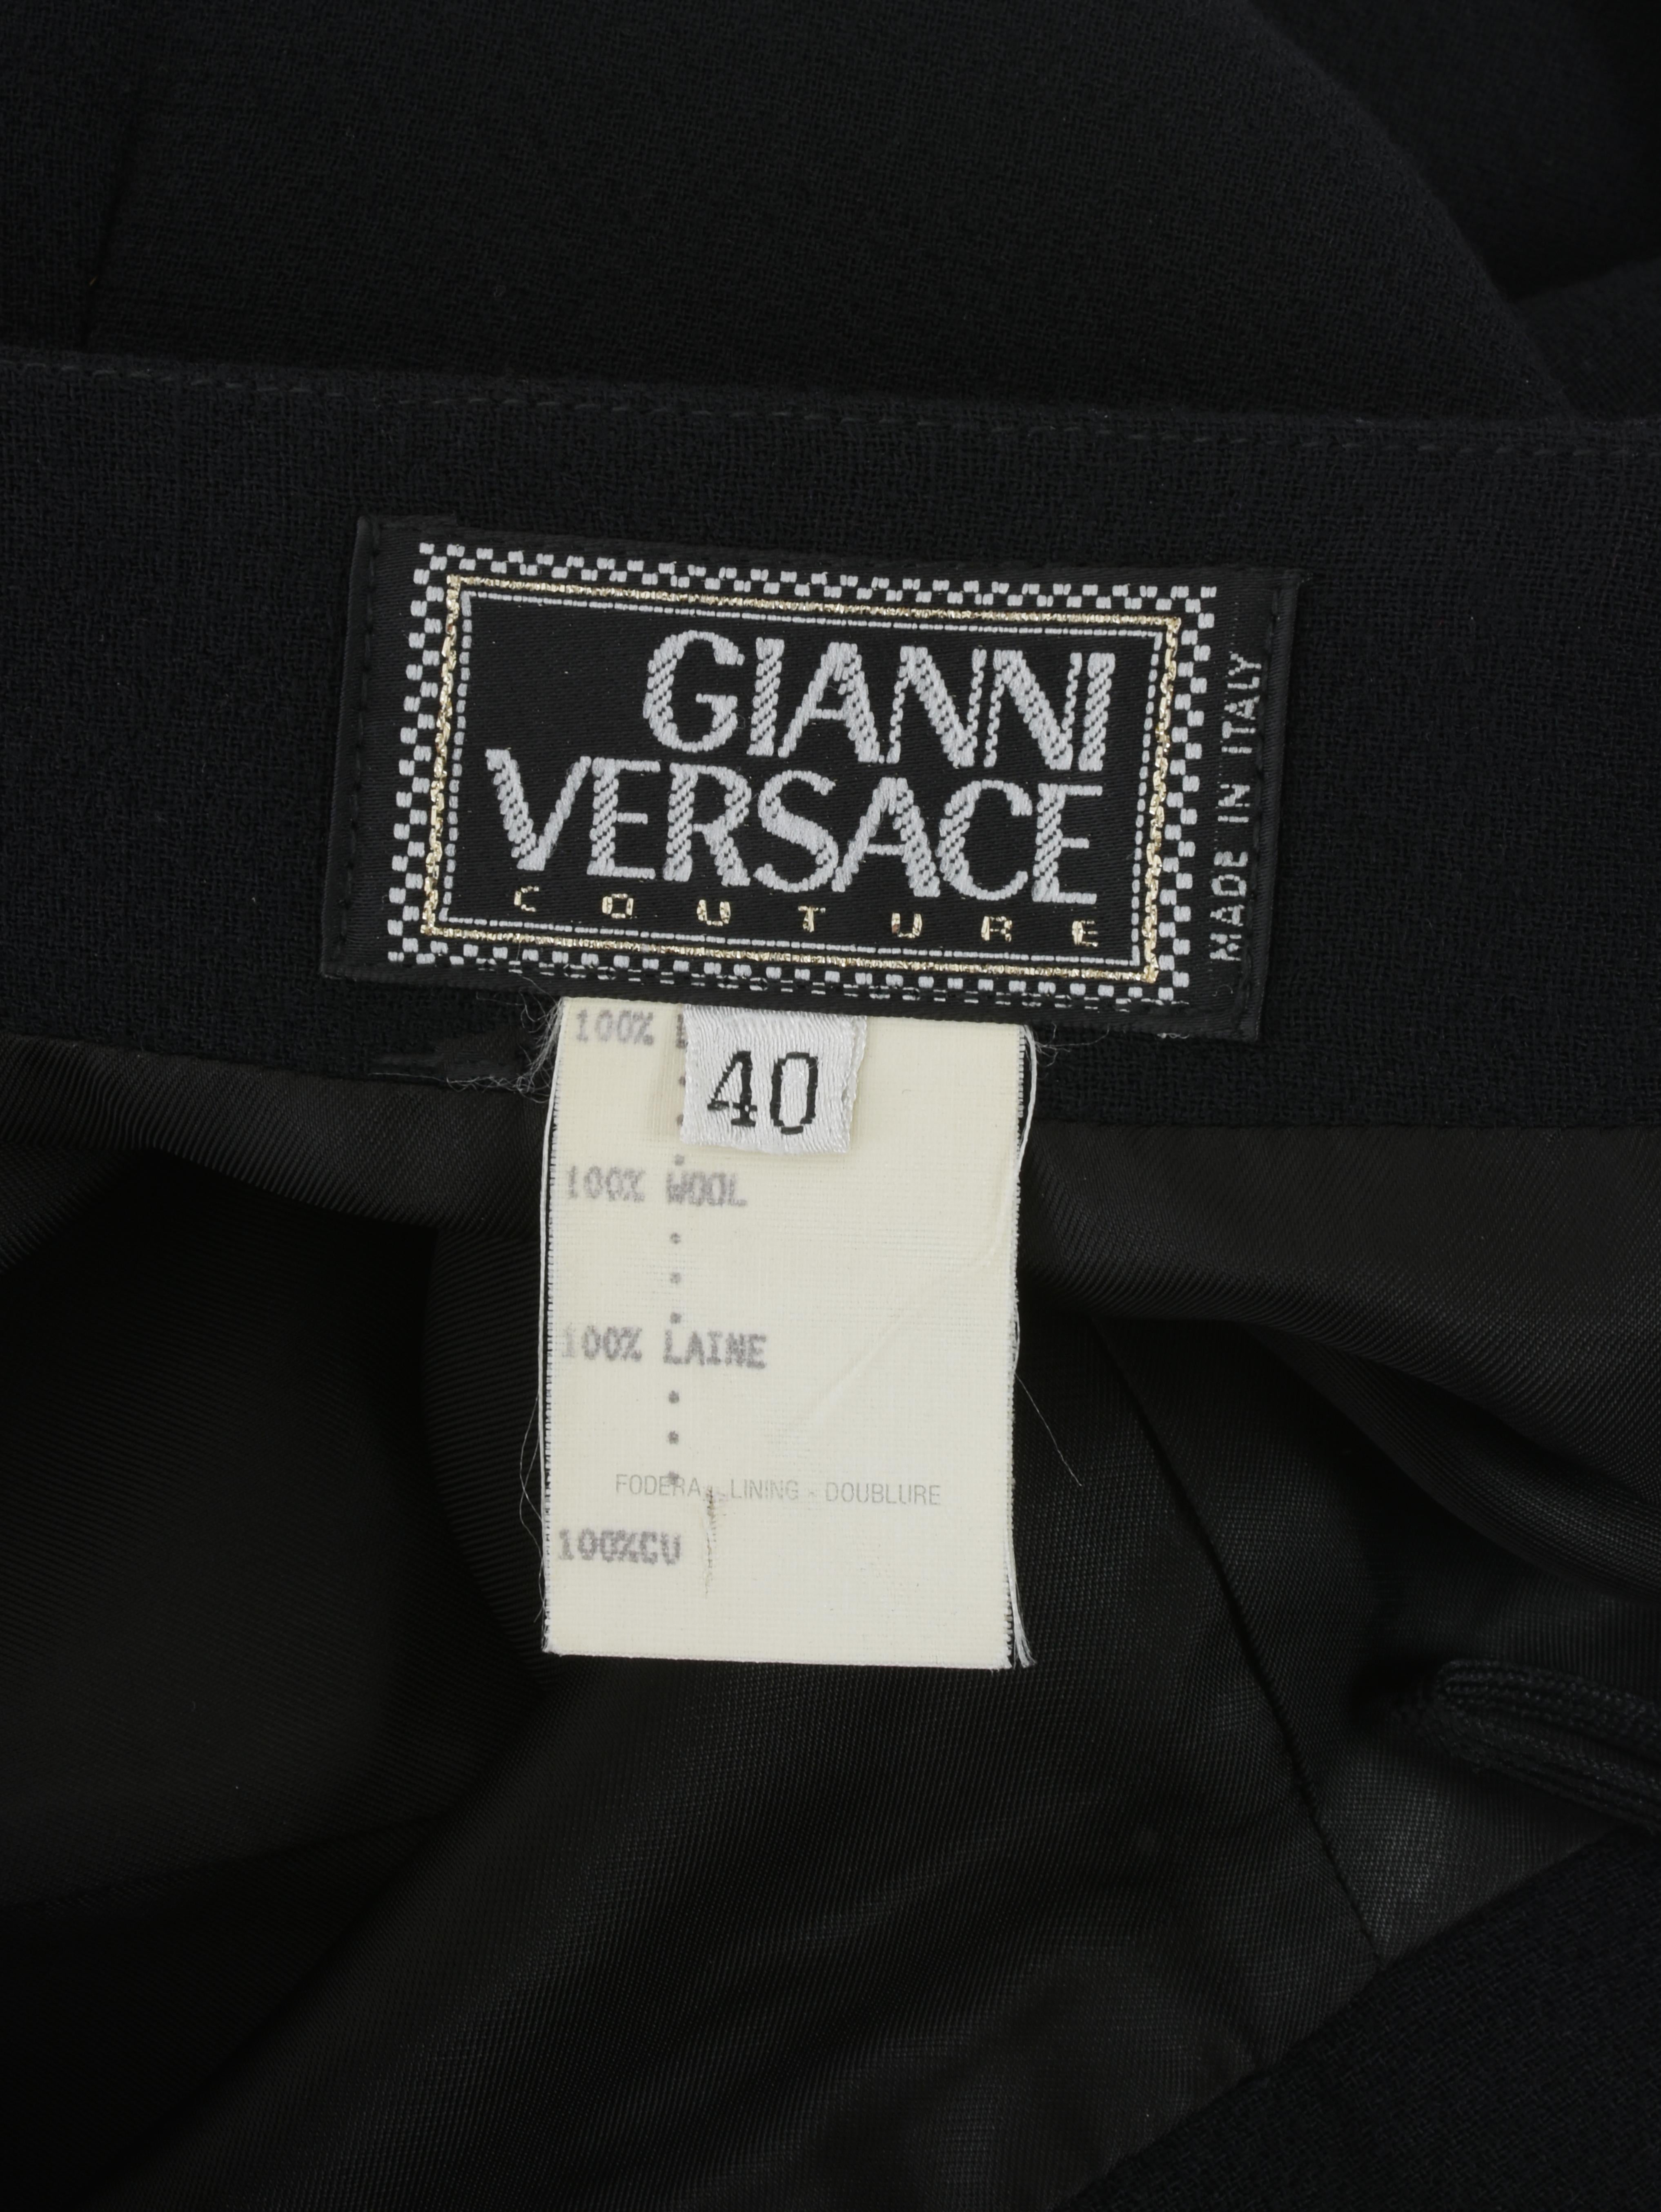 GIANNI
VERSACE
COUTURE
MADE IN ITALY
40
100%
100% WOOL
100% LAINE
FODERA - LINING - DOUBLURE
100%CU